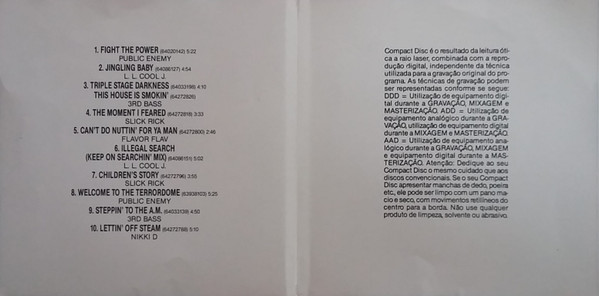 1. FIGHT THE POWER (64020142) 5:22
PUBLIC ENEMY
2. JINGLING BABY (64098127) 4:54
L. L. COOL J.
3. TRIPLE STAGE DARKNESS (64033196) 4:10
THIS HOUSE IS SMOKIN' (64272826)
3RD BASS
4. THE MOMENT I FEARED (64272818) 3:33
SLICK RICK
5. CAN'T DO NUTTIN' FOR YA MAN (64272800) 2:46
FLAVOR FLAV
6. ILLEGAL SEARCH
(KEEP ON SEARCHIN' MIX) (64098151) 5:02
L. L. COOL J.
7. CHILDREN'S STORY (64272796) 3:55
SLICK RICK
8. WELCOME TO THE TERRORDOME (63938103) 5:25
PUBLIC ENEMY
9. STEPPIN' TO THE A.M. (64033139) 4:50
3RD BASS
10. LETTIN' OFF STEAM (64272788) 5:10
NIKKI D
Compact Disc é o resultado da leitura óti-
ca a raio laser, combinada com a repro-
dução digital, independente da técnica
utilizada para a gravação original do pro-
grama. As técnicas de gravação podem
ser representadas conforme se segue:
DDD = Utilização de equipamento digi-
tal durante a GRAVAÇÃO, MIXAGEM
e MASTERIZAÇÃO. ADD = Utilização de
equipamento analógico durante a GRA-
VAÇÃO, utilização de equipamento digital
durante a MIXAGEM e MASTERIZAÇÃO.
AAD = Utilização de equipamento ana-
lógico durante a GRAVAÇÃO, MIXAGEM
e equipamento digital durante a MAS-
TERIZAÇÃO. Atenção: Dedique ao seu
Compact Disc o mesmo cuidado que aos
discos convencionais. Se o seu Compact
Disc apresentar manchas de dedo, poeira
etc., ele pode ser limpo com um pano ma-
cio e seco, com movimentos retilíneos do
centro para a borda. Não use qualquer
produto de limpeza, solvente ou abrasivo.